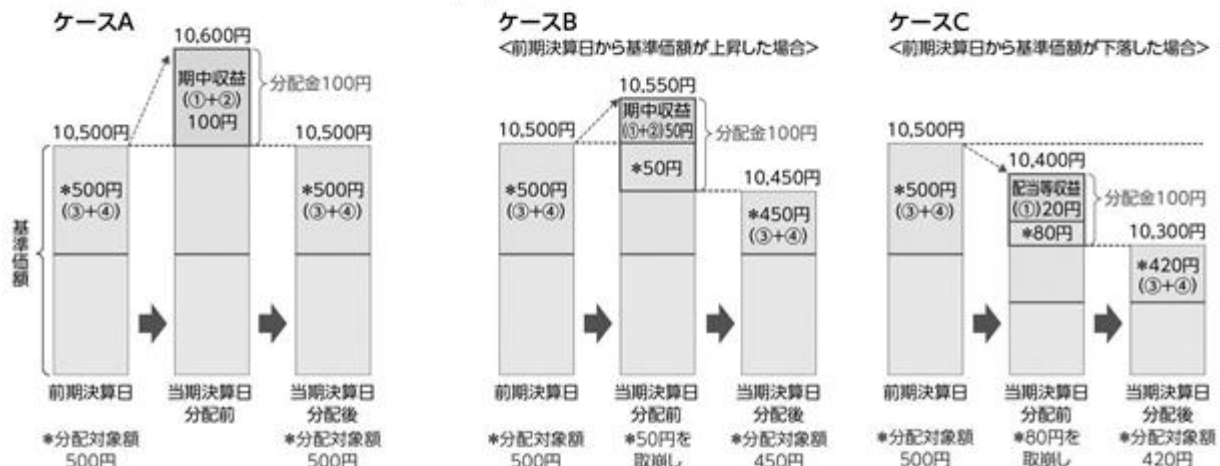 ケースA
10,600円
期中収益
(①+②)
100円
分配金100円
10,500円
10,500円
*500円
(③+④)
*500円
(③+④)
基準価額
前期決算日
当期決算日
分配前
当期決算日
分配後
*分配対象額
500円
*分配対象額
500円
ケースB
<前期決算日から基準価額が上昇した場合>
10,550円
期中収益
(①+②)50円
分配金100円
10,500円
*50円
10,450円
*500円
(③+④)
*450円
(③+④)
前期決算日
当期決算日
分配前
当期決算日
分配後
*分配対象額
500円
*50円を
取崩し
*分配対象額
450円
ケースC
<前期決算日から基準価額が下落した場合>
10,500円
10,400円
配当等収益
(①)20円
分配金100円
*80円
10,300円
*500円
(③+④)
*420円
(③+④)
前期決算日
当期決算日
分配前
当期決算日
分配後
*分配対象額
500円
*80円を
取崩し
*分配対象額
420円